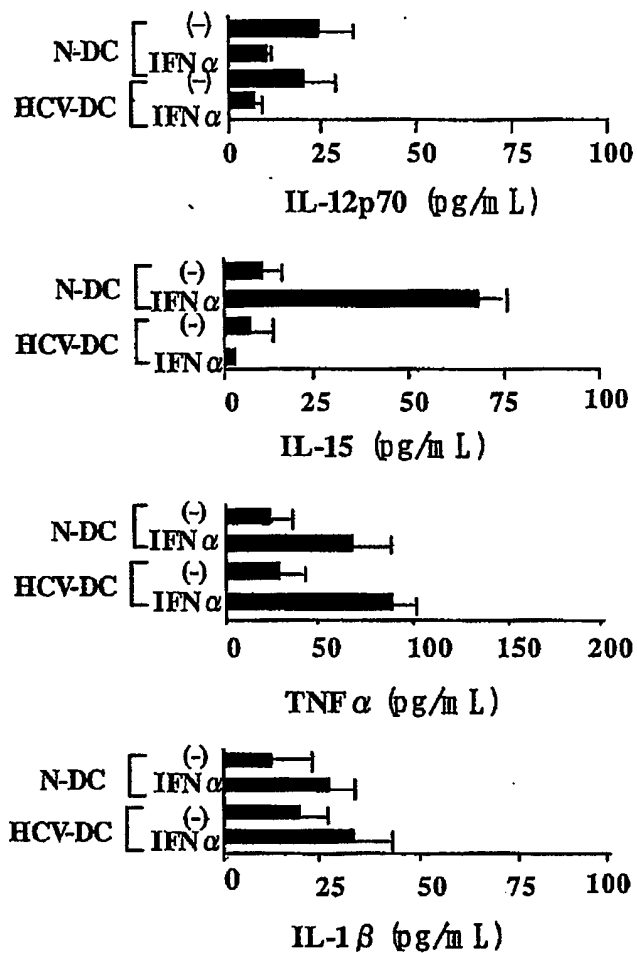 (-)
N-DC
IFNα
(-)
HCV-DC
IFNα
0 25 50 75 100
IL-12p70 (pg/mL)
(-)
N-DC
IFNα
(-)
HCV-DC
IFNα
0 25 50 75 100
IL-15 (pg/mL)
(-)
N-DC
IFNα
(-)
HCV-DC
IFNα
0 50 100 150 200
TNFα (pg/mL)
(-)
N-DC
IFNα
(-)
HCV-DC
IFNα
0 25 50 75 100
IL-1β (pg/mL)